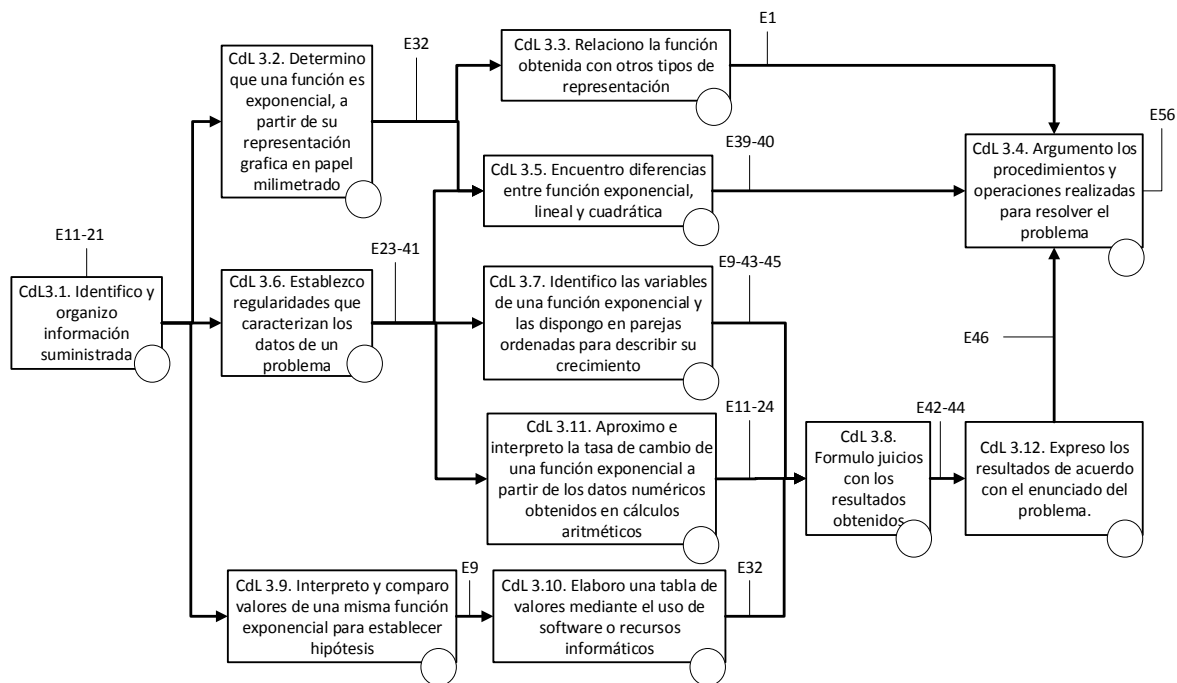 E1
E32
CdL 3.3. Relaciono la función
obtenida con otros tipos de
representación
CdL 3.2. Determino
que una función es
exponencial, a
partir de su
representación
grafica en papel
milimetrado
E56
E39-40
CdL 3.4. Argumento los
procedimientos y
operaciones realizadas
para resolver el
problema
CdL 3.5. Encuentro diferencias
entre función exponencial,
lineal y cuadrática
E11-21
E23-41
E9-43-45
CdL3.1. Identifico y
organizo
información
suministrada
CdL 3.6. Establezco
regularidades que
caracterizan los
datos de un
problema
CdL 3.7. Identifico las variables
de una función exponencial y
las dispongo en parejas
ordenadas para describir su
crecimiento
E46
E11-24
E42-44
CdL 3.11. Aproximo e
interpreto la tasa de cambio de
una función exponencial a
partir de los datos numéricos
obtenidos en cálculos
aritméticos
CdL 3.8.
Formulo juicios
con los
resultados
obtenidos
CdL 3.12. Expreso los
resultados de acuerdo
con el enunciado del
problema.
E9
E32
CdL 3.9. Interpreto y comparo
valores de una misma función
exponencial para establecer
hipótesis
CdL 3.10. Elaboro una tabla de
valores mediante el uso de
software o recursos
informáticos